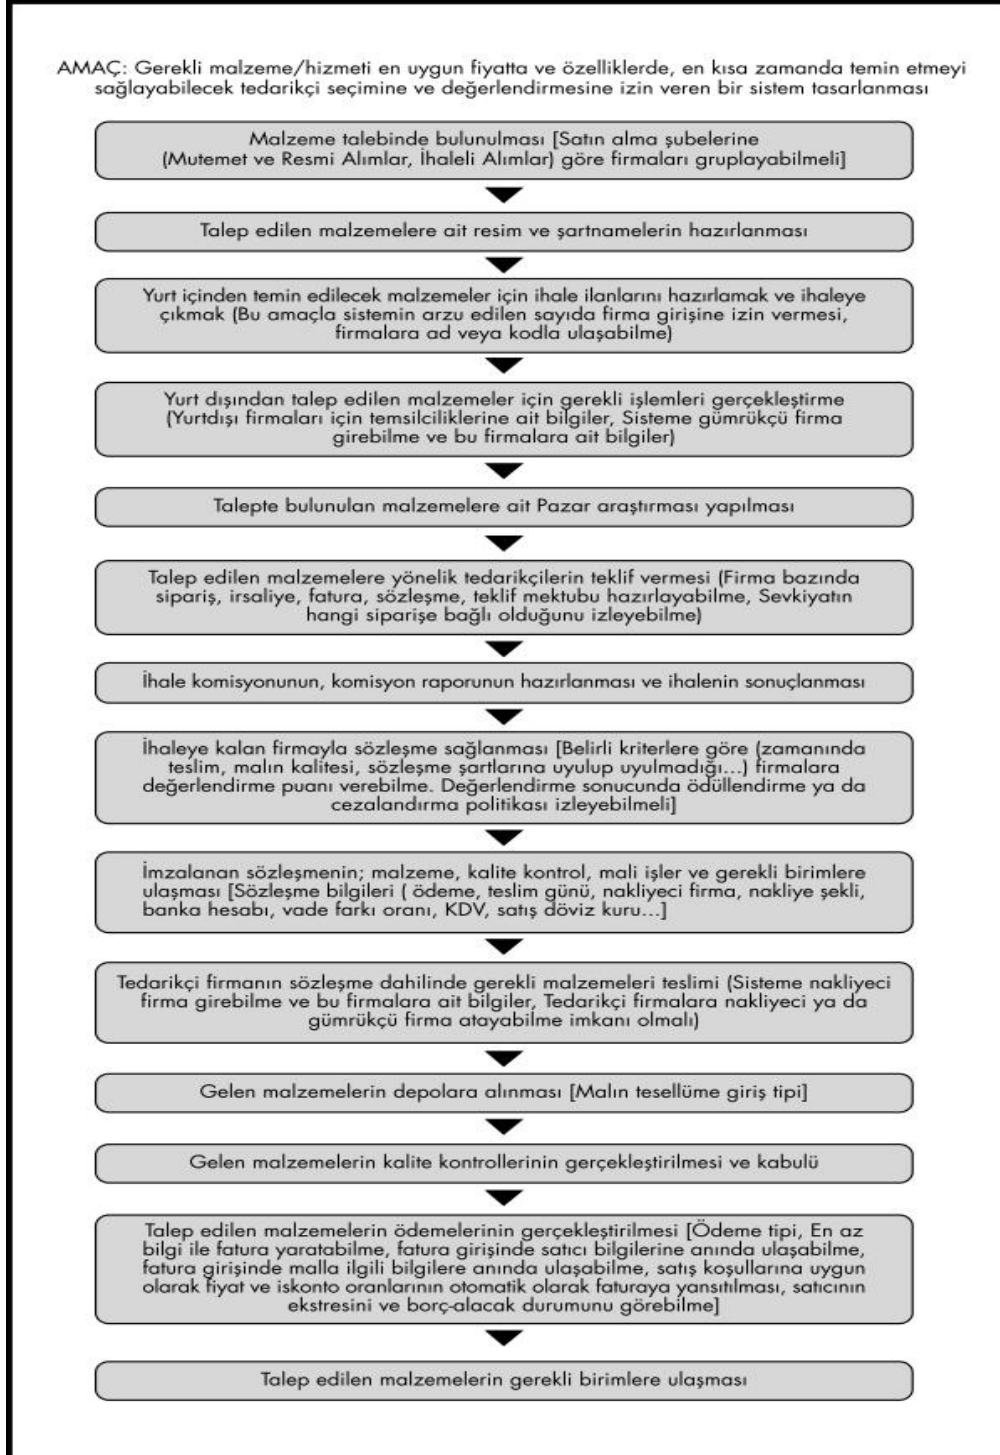 AMAÇ: Gerekli malzeme/hizmeti en uygun fiyatta ve özelliklerde, en kısa zamanda temin etmeyi
sağlayabilecek tedarikçi seçimine ve değerlendirmesine izin veren bir sistem tasarlanması
Malzeme talebinde bulunulması [Satın alma şubelerine
(Mutemet ve Resmi Alımlar, İhaleli Alımlar) göre firmaları gruplayabilmeli]
Talep edilen malzemelere ait resim ve şartnamelerin hazırlanması
Yurt içinden temin edilecek malzemeler için ihale ilanlarını hazırlamak ve ihaleye
çıkmak (Bu amaçla sistemin arzu edilen sayıda firma girişine izin vermesi,
firmalara ad veya kodla ulaşabilme)
Yurt dışından talep edilen malzemeler için gerekli işlemleri gerçekleştirme
(Yurtdışı firmaları için temsilciliklerine ait bilgiler, Sisteme gümrükçü firma
girebilme ve bu firmalara ait bilgiler)
Talepte bulunulan malzemelere ait Pazar araştırması yapılması
Talep edilen malzemelere yönelik tedarikçilerin teklif vermesi (Firma bazında
sipariş, irsaliye, fatura, sözleşme, teklif mektubu hazırlayabilme, Sevkiyatın
hangi siparişe bağlı olduğunu izleyebilme)
İhale komisyonunun, komisyon raporunun hazırlanması ve ihalenin sonuçlanması
İhaleye kalan firmayla sözleşme sağlanması [Belirli kriterlere göre (zamanında
teslim, malın kalitesi, sözleşme şartlarına uyulup uyulmadığı...) firmalara
değerlendirme puanı verebilme. Değerlendirme sonucunda ödüllendirme ya da
cezalandırma politikası izleyebilmeli]
İmzalanan sözleşmenin; malzeme, kalite kontrol, mali işler ve gerekli birimlere
ulaşması [Sözleşme bilgileri ( ödeme, teslim günü, nakliyeci firma, nakliye şekli,
banka hesabı, vade farkı oranı, KDV, satış döviz kuru...]
Tedarikçi firmanın sözleşme dahilinde gerekli malzemeleri teslimi (Sisteme nakliyeci
firma girebilme ve bu firmalara ait bilgiler, Tedarikçi firmalara nakliyeci ya da
gümrükçü firma atayabilme imkanı olmalı)
Gelen malzemelerin depolara alınması [Malın tesellüme giriş tipi]
Gelen malzemelerin kalite kontrollerinin gerçekleştirilmesi ve kabulü
Talep edilen malzemelerin ödemelerinin gerçekleştirilmesi [Ödeme tipi, En az
bilgi ile fatura yaratabilme, fatura girişinde satıcı bilgilerine anında ulaşabilme,
fatura girişinde malla ilgili bilgilere anında ulaşabilme, satış koşullarına uygun
olarak fiyat ve iskonto oranlarının otomatik olarak faturaya yansıtılması, satıcının
ekstresini ve borç-alacak durumunu görebilme]
Talep edilen malzemelerin gerekli birimlere ulaşması